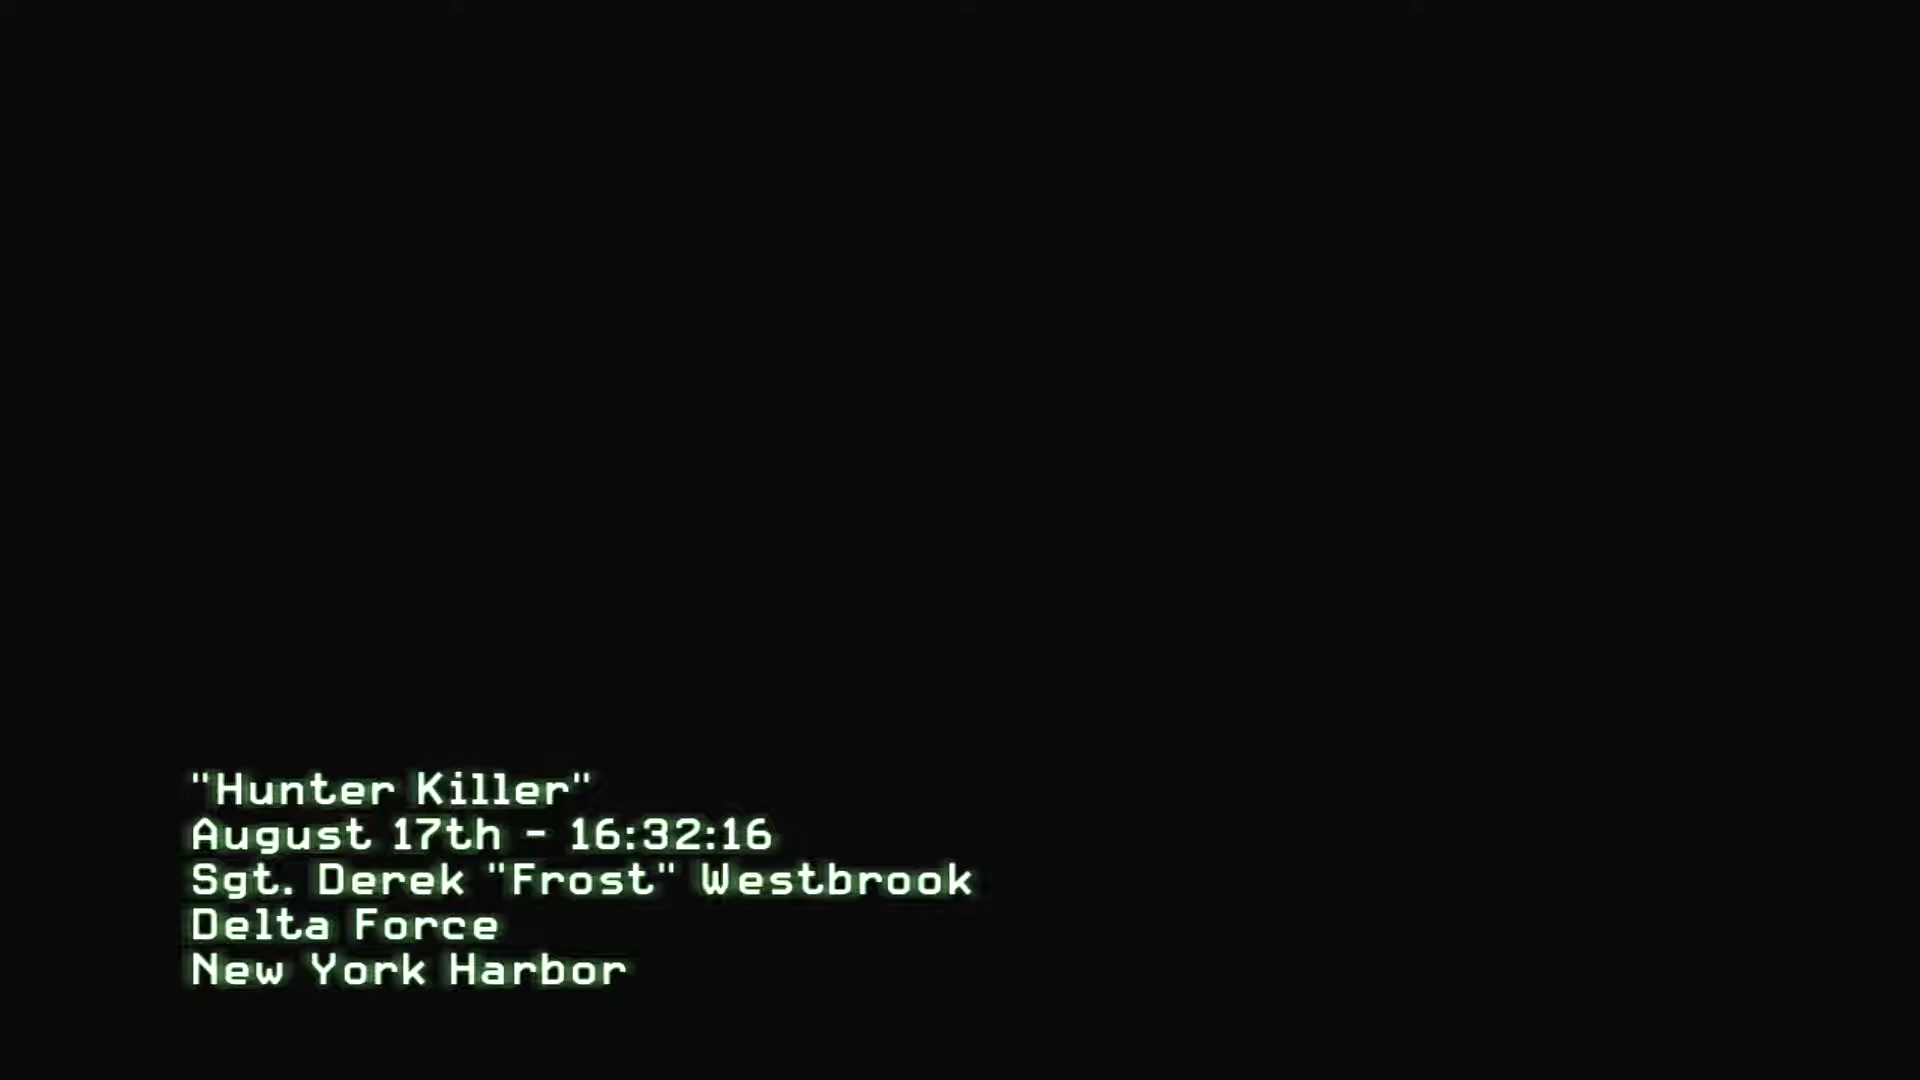 "Hunter Killer"
August 17th - 16:32:16
Sgt. Derek "Frost" Westbrook
Delta Force
New York Harbor